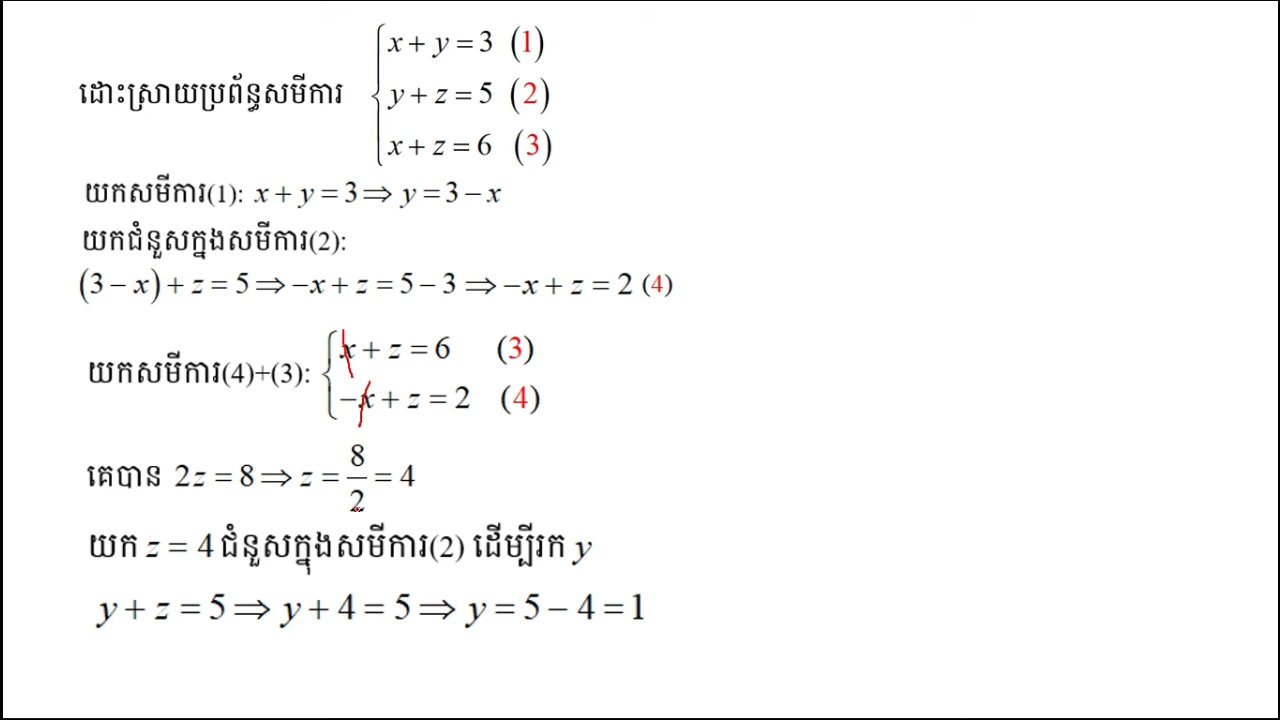 x + y = 3 (1)
ដោះស្រាយប្រព័ន្ធសមីការ y + z = 5 (2)
x + z = 6 (3)
យកសមីការ(1): x + y = 3 ⇒ y = 3 − x
យកជំនួសក្នងសមីការ(2):
(3 − x) + z = 5 ⇒ −x + z = 5 − 3 ⇒ −x + z = 2 (4)
x + z = 6 (3)
យកសមីការ(4)+(3):
−x + z = 2 (4)
គេបាន 2z = 8 ⇒ z = 8/2 = 4
យក z = 4 ជំនួសក្នុងសមីការ(2) ដើម្បីរក y
y + z = 5 ⇒ y + 4 = 5 ⇒ y = 5 − 4 = 1